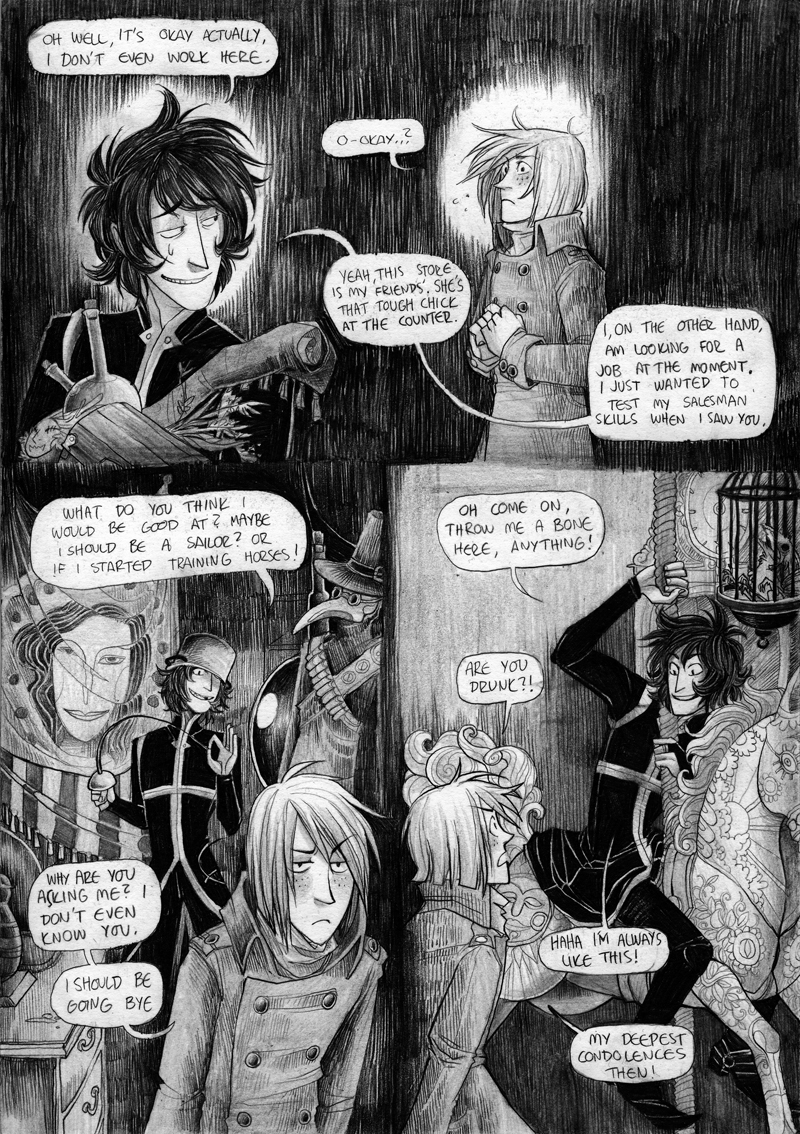 OH WELL, IT'S OKAY ACTUALLY,
I DON'T EVEN WORK HERE.
O-OKAY..?
YEAH, THIS STORE
IS MY FRIENDS'. SHE'S
THAT TOUGH CHICK
AT THE COUNTER.
I, ON THE OTHER HAND,
AM LOOKING FOR A
JOB AT THE MOMENT.
I JUST WANTED TO
TEST MY SALESMAN
SKILLS WHEN I SAW YOU.
WHAT DO YOU THINK I
WOULD BE GOOD AT? MAYBE
I SHOULD BE A SAILOR? OR
IF I STARTED TRAINING HORSES!
WHY ARE YOU
ASKING ME? I
DON'T EVEN
KNOW YOU.
I SHOULD BE
GOING BYE
OH COME ON,
THROW ME A BONE
HERE, ANYTHING!
ARE YOU
DRUNK?!
HAHA I'M ALWAYS
LIKE THIS!
MY DEEPEST
CONDOLENCES
THEN!